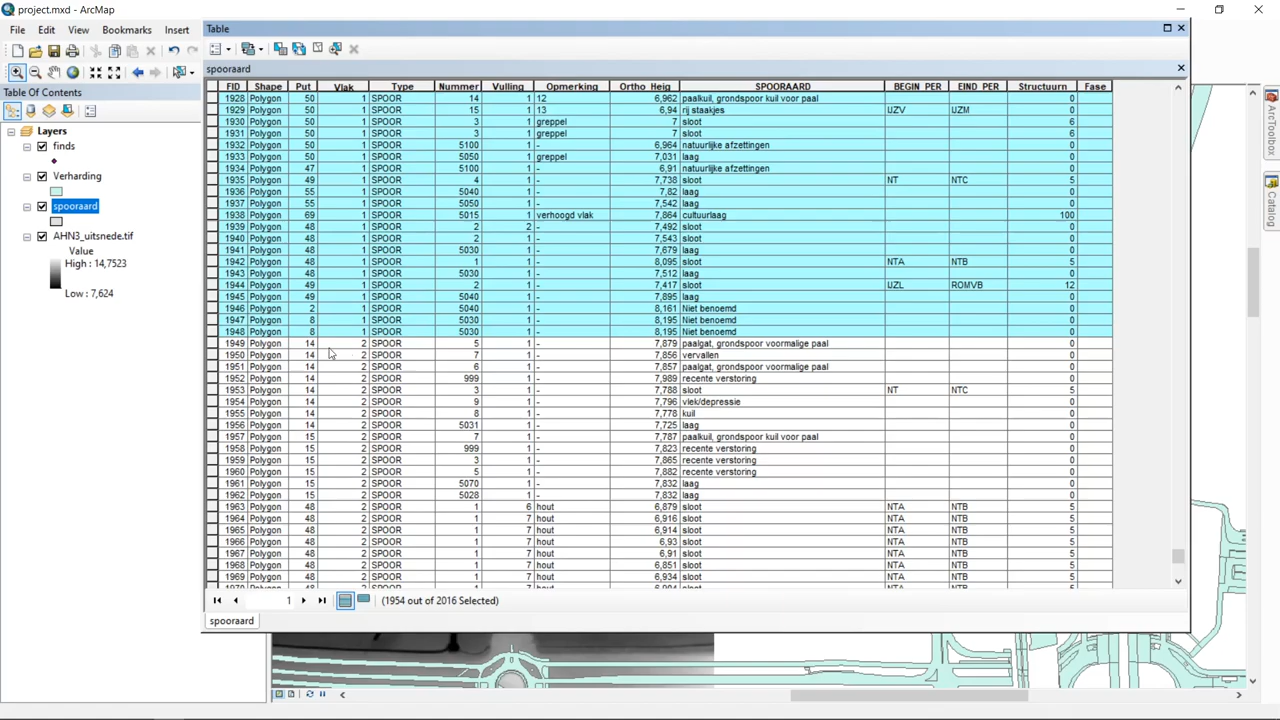 project.mxd - ArcMap
File Edit View Bookmarks Insert
Table
Table Of Contents
Layers
finds
Verharding
spooraard
AHN3_uitsnede.tif
Value
High : 14,7523
Low : 7,624
spooraard
FID Shape Put Vlak Type Nummer Vulling Opmerking Ortho_Heig SPOORAARD BEGIN_PER EIND_PER Structuurn Fase
1928 Polygon 50 1 SPOOR 14 1 12 6,962 paalkuil, grondspoor kuil voor paal 0
1929 Polygon 50 1 SPOOR 15 1 13 6,94 rij staakjes IJZV IJZM 0
1930 Polygon 50 1 SPOOR 3 1 greppel 7 sloot 6
1931 Polygon 50 1 SPOOR 3 1 greppel 7 sloot 6
1932 Polygon 50 1 SPOOR 5100 1 - 6,964 natuurlijke afzettingen 0
1933 Polygon 50 1 SPOOR 5050 1 greppel 7,031 laag 0
1934 Polygon 47 1 SPOOR 5100 1 - 6,91 natuurlijke afzettingen 0
1935 Polygon 49 1 SPOOR 4 1 - 7,738 sloot NT NTC 5
1936 Polygon 55 1 SPOOR 5040 1 - 7,82 laag 0
1937 Polygon 55 1 SPOOR 5050 1 - 7,542 laag 0
1938 Polygon 69 1 SPOOR 5015 1 verhoogd vlak 7,864 cultuurlaag 100
1939 Polygon 48 1 SPOOR 2 2 - 7,492 sloot 0
1940 Polygon 48 1 SPOOR 2 1 - 7,543 sloot 0
1941 Polygon 48 1 SPOOR 5030 1 - 7,679 laag 0
1942 Polygon 48 1 SPOOR 1 1 - 8,095 sloot NTA NTB 5
1943 Polygon 48 1 SPOOR 5030 1 - 7,512 laag 0
1944 Polygon 49 1 SPOOR 2 1 - 7,417 sloot IJZL ROMVB 12
1945 Polygon 49 1 SPOOR 5040 1 - 7,895 laag 0
1946 Polygon 2 1 SPOOR 5040 1 - 8,161 Niet benoemd 0
1947 Polygon 8 1 SPOOR 5030 1 - 8,195 Niet benoemd 0
1948 Polygon 8 1 SPOOR 5030 1 - 8,195 Niet benoemd 0
1949 Polygon 14 2 SPOOR 5 1 - 7,879 paalgat, grondspoor voormalige paal 0
1950 Polygon 14 2 SPOOR 7 1 - 7,856 vervallen 0
1951 Polygon 14 2 SPOOR 6 1 - 7,857 paalgat, grondspoor voormalige paal 0
1952 Polygon 14 2 SPOOR 999 1 - 7,989 recente verstoring 0
1953 Polygon 14 2 SPOOR 3 1 - 7,788 sloot NT NTC 5
1954 Polygon 14 2 SPOOR 9 1 - 7,796 vlek/depressie 0
1955 Polygon 14 2 SPOOR 8 1 - 7,778 kuil 0
1956 Polygon 14 2 SPOOR 5031 1 - 7,725 laag 0
1957 Polygon 15 2 SPOOR 7 1 - 7,787 paalkuil, grondspoor kuil voor paal 0
1958 Polygon 15 2 SPOOR 999 1 - 7,823 recente verstoring 0
1959 Polygon 15 2 SPOOR 3 1 - 7,865 recente verstoring 0
1960 Polygon 15 2 SPOOR 5 1 - 7,882 recente verstoring 0
1961 Polygon 15 2 SPOOR 5070 1 - 7,832 laag 0
1962 Polygon 15 2 SPOOR 5028 1 - 7,832 laag 0
1963 Polygon 48 2 SPOOR 1 6 hout 6,879 sloot NTA NTB 5
1964 Polygon 48 2 SPOOR 1 7 hout 6,916 sloot NTA NTB 5
1965 Polygon 48 2 SPOOR 1 7 hout 6,914 sloot NTA NTB 5
1966 Polygon 48 2 SPOOR 1 7 hout 6,93 sloot NTA NTB 5
1967 Polygon 48 2 SPOOR 1 7 hout 6,91 sloot NTA NTB 5
1968 Polygon 48 2 SPOOR 1 7 hout 6,851 sloot NTA NTB 5
1969 Polygon 48 2 SPOOR 1 7 hout 6,934 sloot NTA NTB 5
1 (1954 out of 2016 Selected)
spooraard
ArcToolbox
Catalog